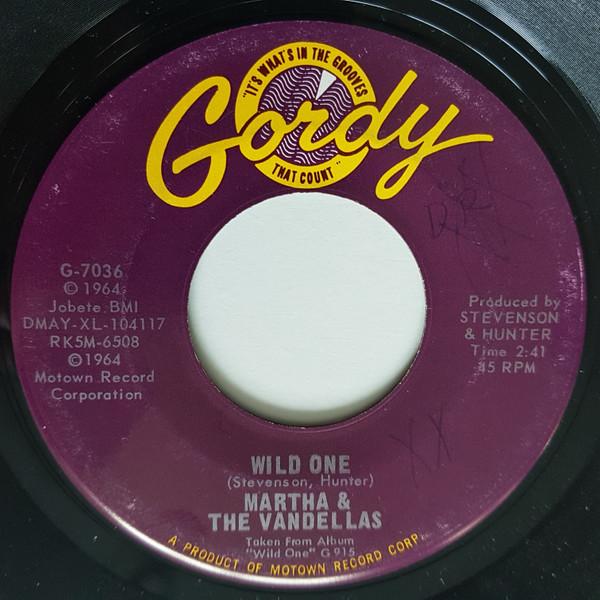 "IT'S WHAT'S IN THE GROOVES
Gordy
THAT COUNT"
G-7036
© 1964
Jobete BMI
DMAY-XL-104117
RK5M-6508
©1964
Motown Record
Corporation
Produced by
STEVENSON
& HUNTER
Time 2:41
45 RPM
XX
WILD ONE
(Stevenson, Hunter)
MARTHA &
THE VANDELLAS
Taken From Album
"Wild One" G 915
A PRODUCT OF MOTOWN RECORD CORP.